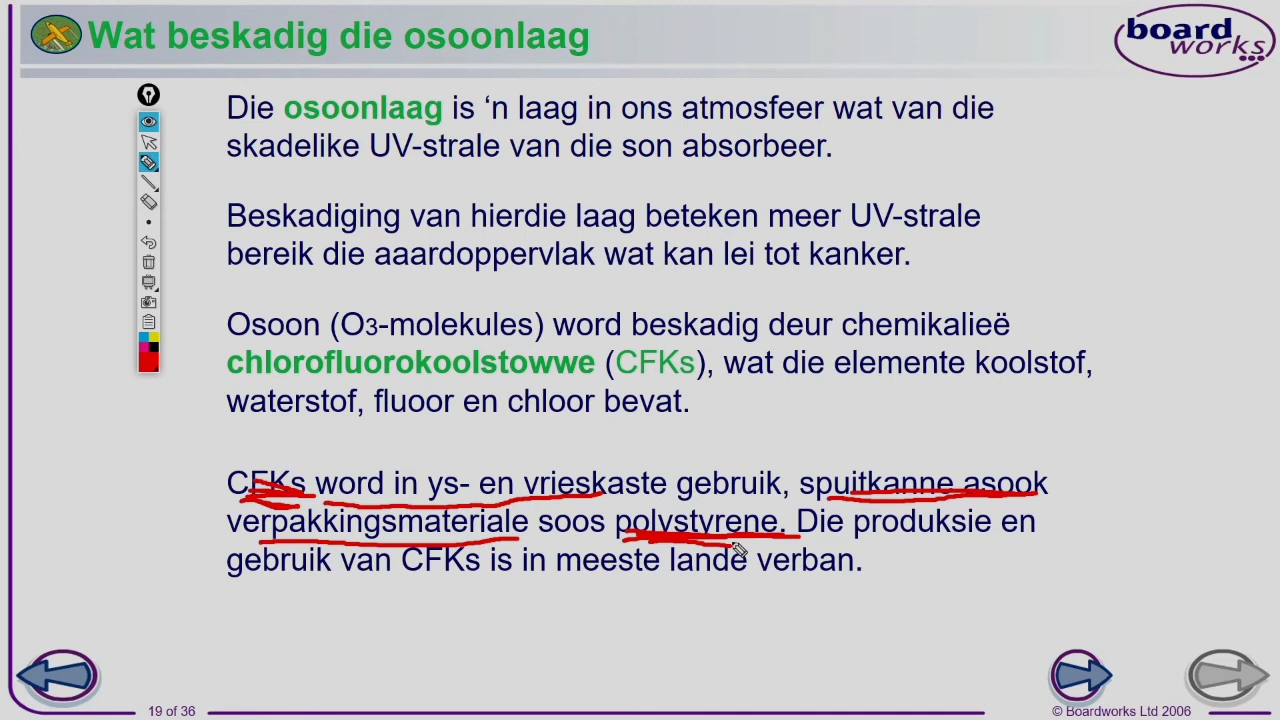 Wat beskadig die osoonlaag
board
works
Die osoonlaag is ‘n laag in ons atmosfeer wat van die
skadelike UV-strale van die son absorbeer.
Beskadiging van hierdie laag beteken meer UV-strale
bereik die aaardoppervlak wat kan lei tot kanker.
Osoon (O3-molekules) word beskadig deur chemikalieë
chlorofluorokoolstowwe (CFKs), wat die elemente koolstof,
waterstof, fluoor en chloor bevat.
CFKs word in ys- en vrieskaste gebruik, spuitkanne asook
verpakkingsmateriale soos polystyrene. Die produksie en
gebruik van CFKs is in meeste lande verban.
19 of 36
© Boardworks Ltd 2006